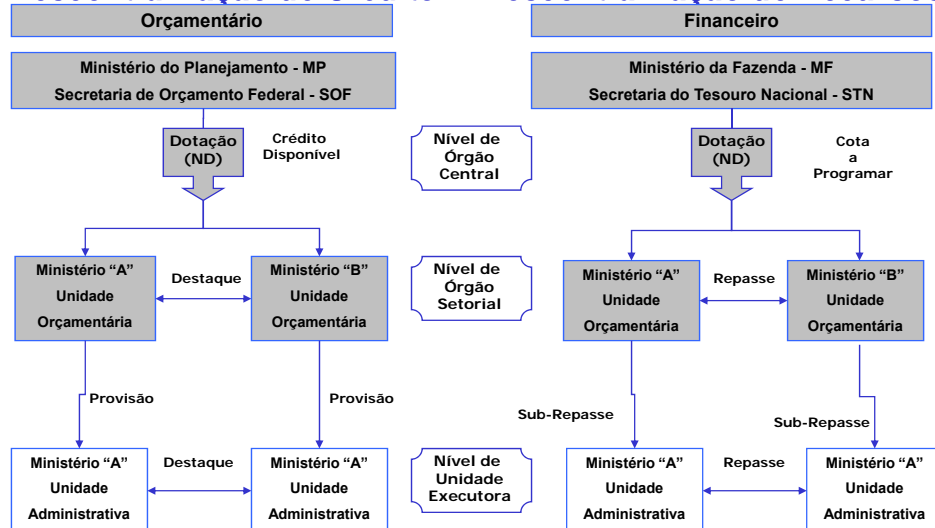 Orçamentário
Financeiro
Ministério do Planejamento - MP
Secretaria de Orçamento Federal - SOF
Ministério da Fazenda - MF
Secretaria do Tesouro Nacional - STN
Dotação
(ND)
Crédito
Disponível
Nível de
Órgão
Central
Dotação
(ND)
Cota
a
Programar
Ministério “A”
Unidade
Orçamentária
Destaque
Ministério “B”
Unidade
Orçamentária
Nível de
Órgão
Setorial
Ministério “A”
Unidade
Orçamentária
Repasse
Ministério “B”
Unidade
Orçamentária
Provisão
Provisão
Sub-Repasse
Sub-Repasse
Ministério “A”
Unidade
Administrativa
Destaque
Ministério “A”
Unidade
Administrativa
Nível de
Unidade
Executora
Ministério “A”
Unidade
Administrativa
Repasse
Ministério “A”
Unidade
Administrativa